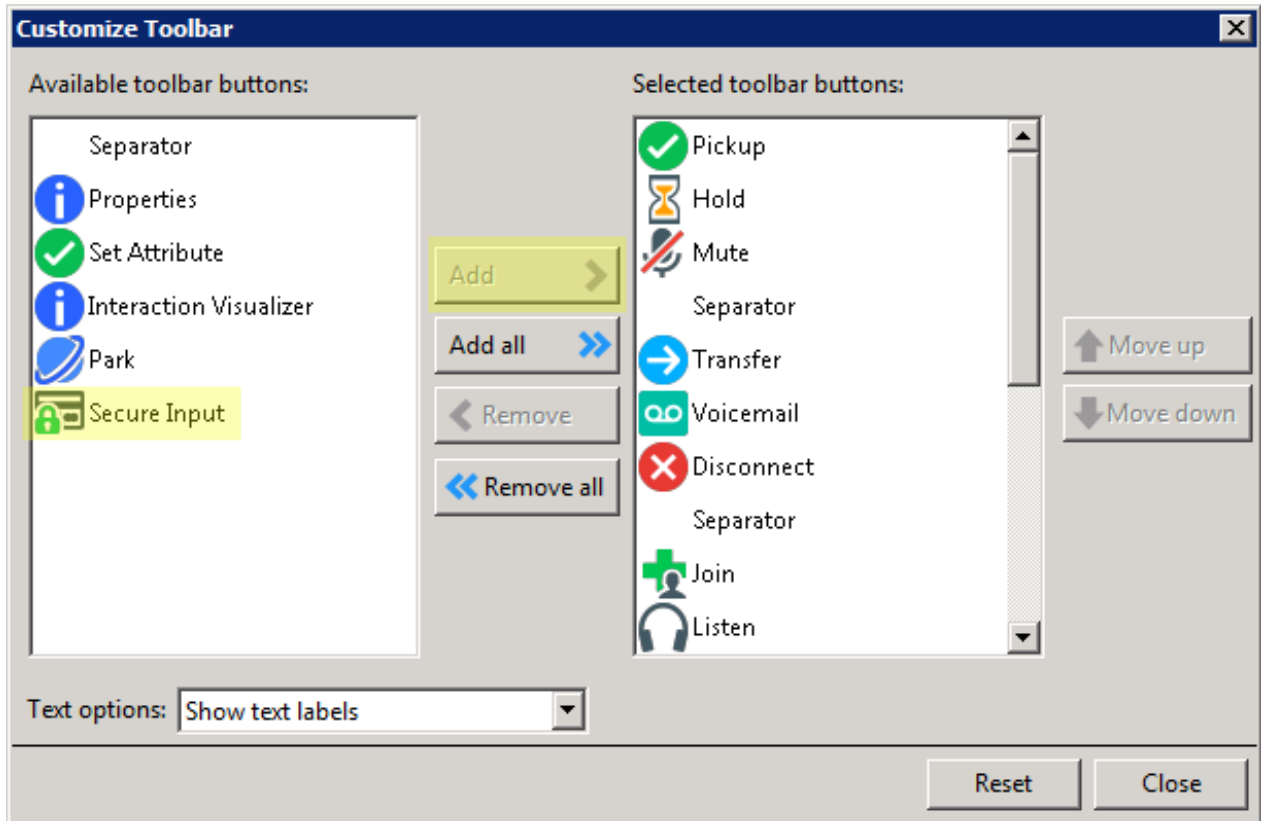 Customize Toolbar
Available toolbar buttons:
Separator
Properties
Set Attribute
Interaction Visualizer
Park
Secure Input
Add
Add all
Remove
Remove all
Selected toolbar buttons:
Pickup
Hold
Mute
Separator
Transfer
Voicemail
Disconnect
Separator
Join
Listen
Move up
Move down
Text options: Show text labels
Reset
Close